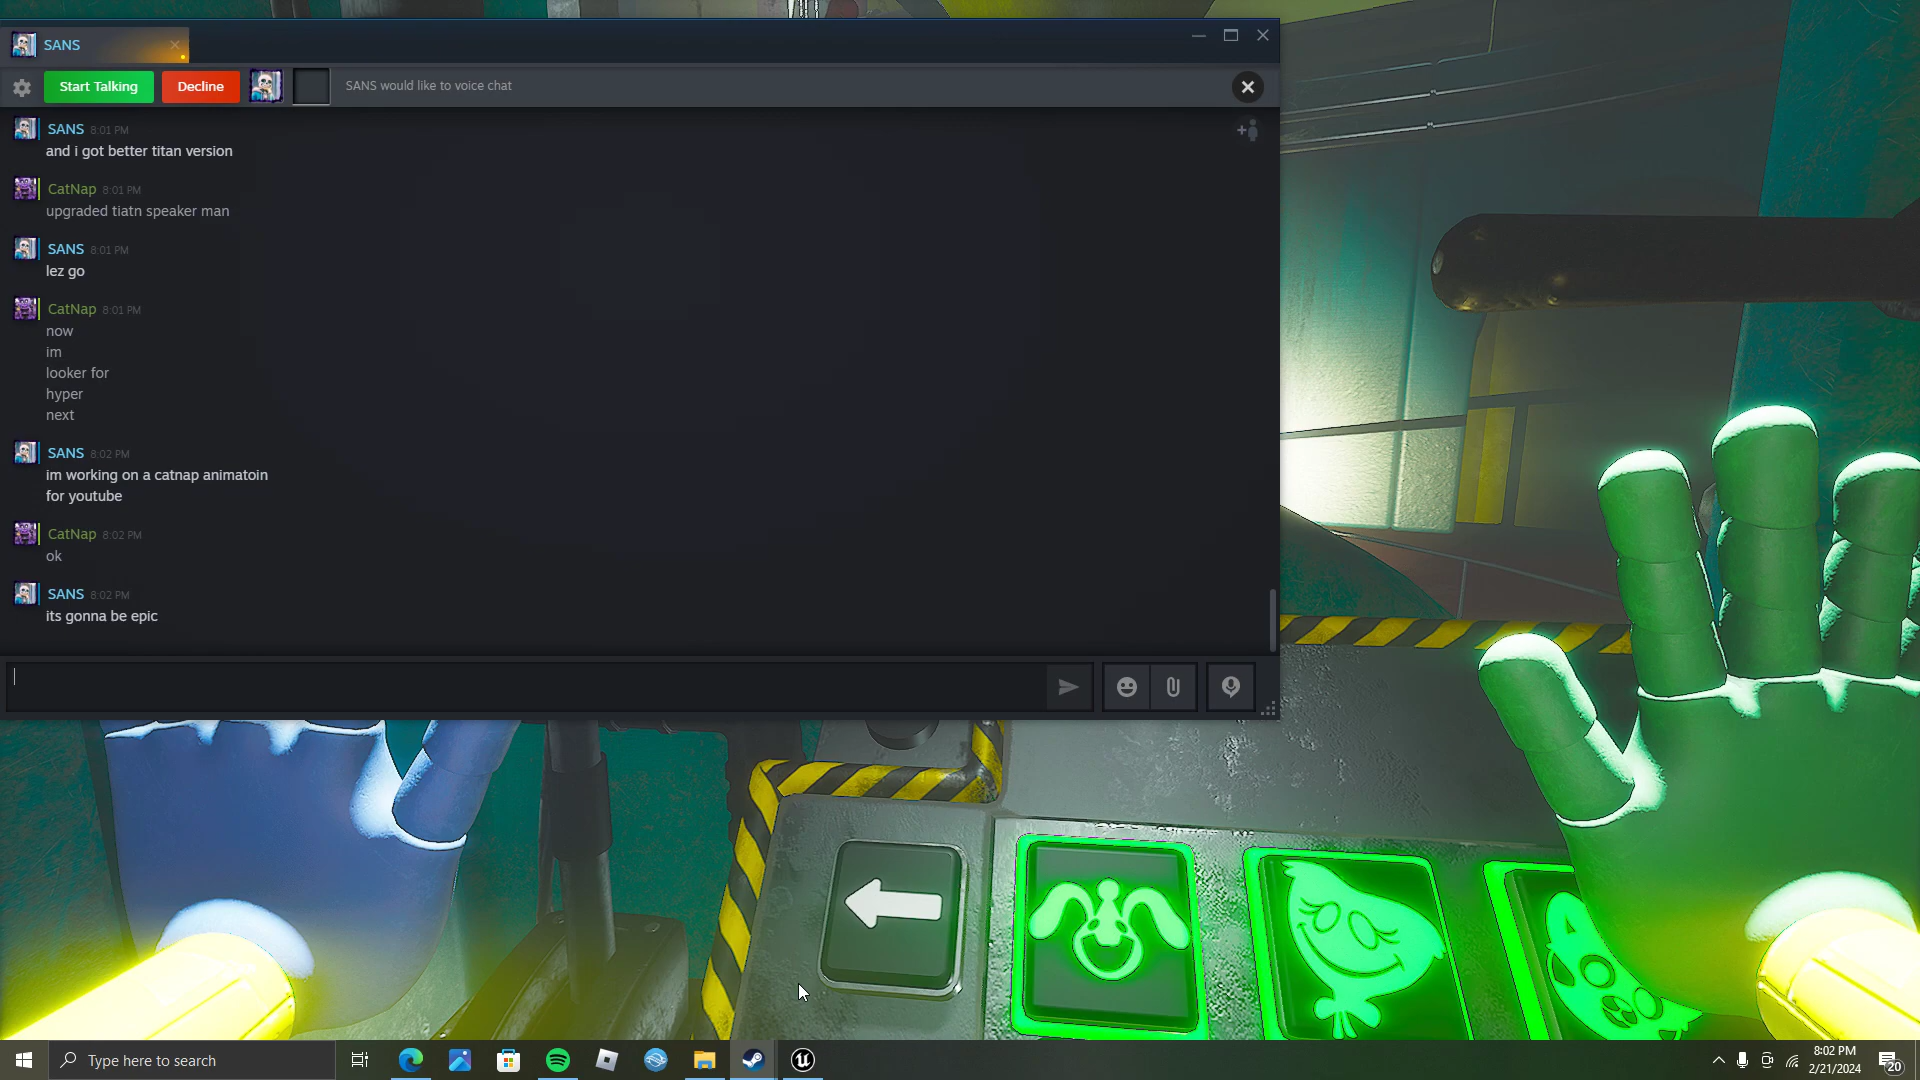 SANS
Start Talking
Decline
SANS would like to voice chat
SANS 8:01 PM
and i got better titan version
CatNap 8:01 PM
upgraded tiatn speaker man
SANS 8:01 PM
lez go
CatNap 8:01 PM
now
im
looker for
hyper
next
SANS 8:02 PM
im working on a catnap animatoin
for youtube
CatNap 8:02 PM
ok
SANS 8:02 PM
its gonna be epic
Type here to search
8:02 PM
2/21/2024
20